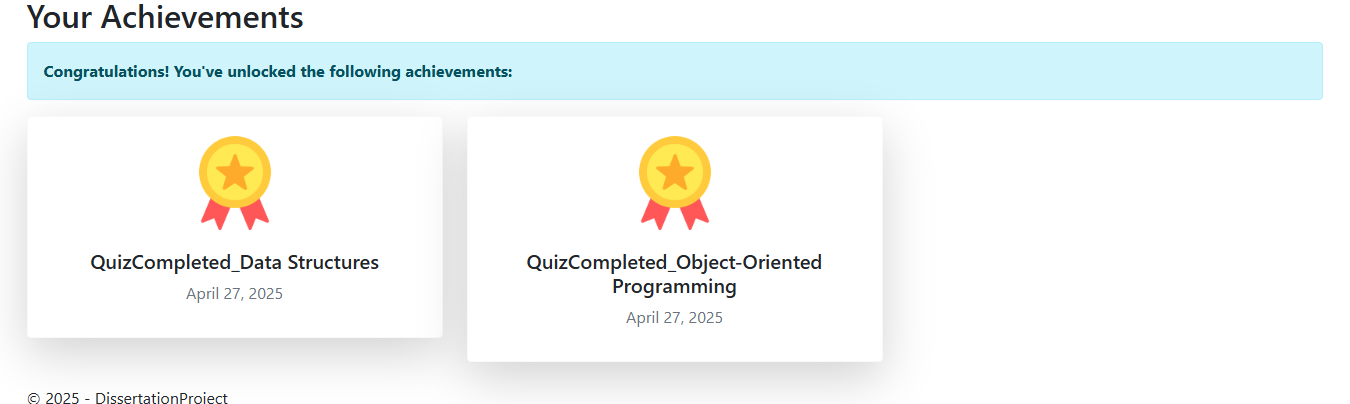 Your Achievements
Congratulations! You've unlocked the following achievements:
QuizCompleted_Data Structures
April 27, 2025
QuizCompleted_Object-Oriented
Programming
April 27, 2025
© 2025 - DissertationProject